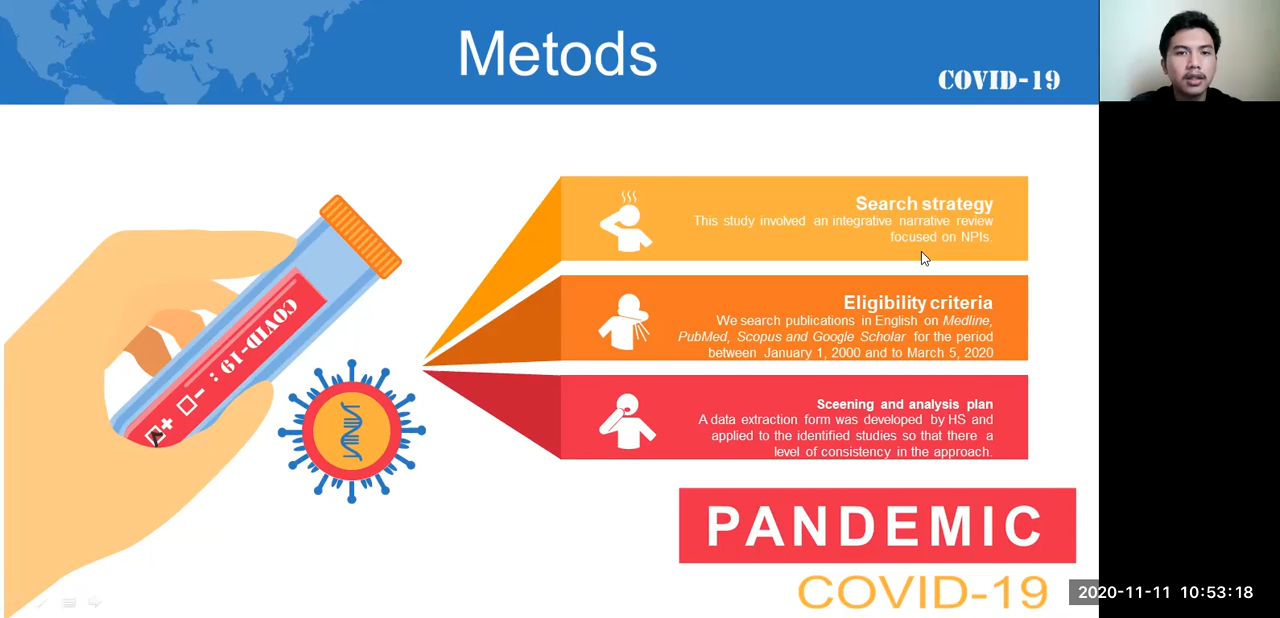 Metods
COVID-19
Search strategy
This study involved an integrative narrative review
focused on NPIs.
Eligibility criteria
We search publications in English on Medline,
PubMed, Scopus and Google Scholar for the period
between January 1, 2000 and to March 5, 2020
Sceening and analysis plan
A data extraction form was developed by HS and
applied to the identified studies so that there a
level of consistency in the approach.
COVID-19 :
PANDEMIC
COVID-19
2020-11-11 10:53:18